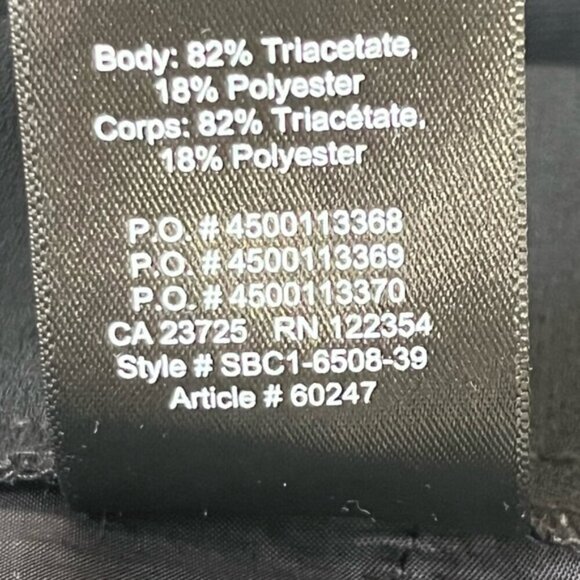 Body: 82% Triacetate,
18% Polyester
Corps: 82% Triacétate,
18% Polyester
P.O. # 4500113368
P.O. # 4500113369
P.O. # 4500113370
CA 23725 RN 122354
Style # SBC1-6508-39
Article # 60247